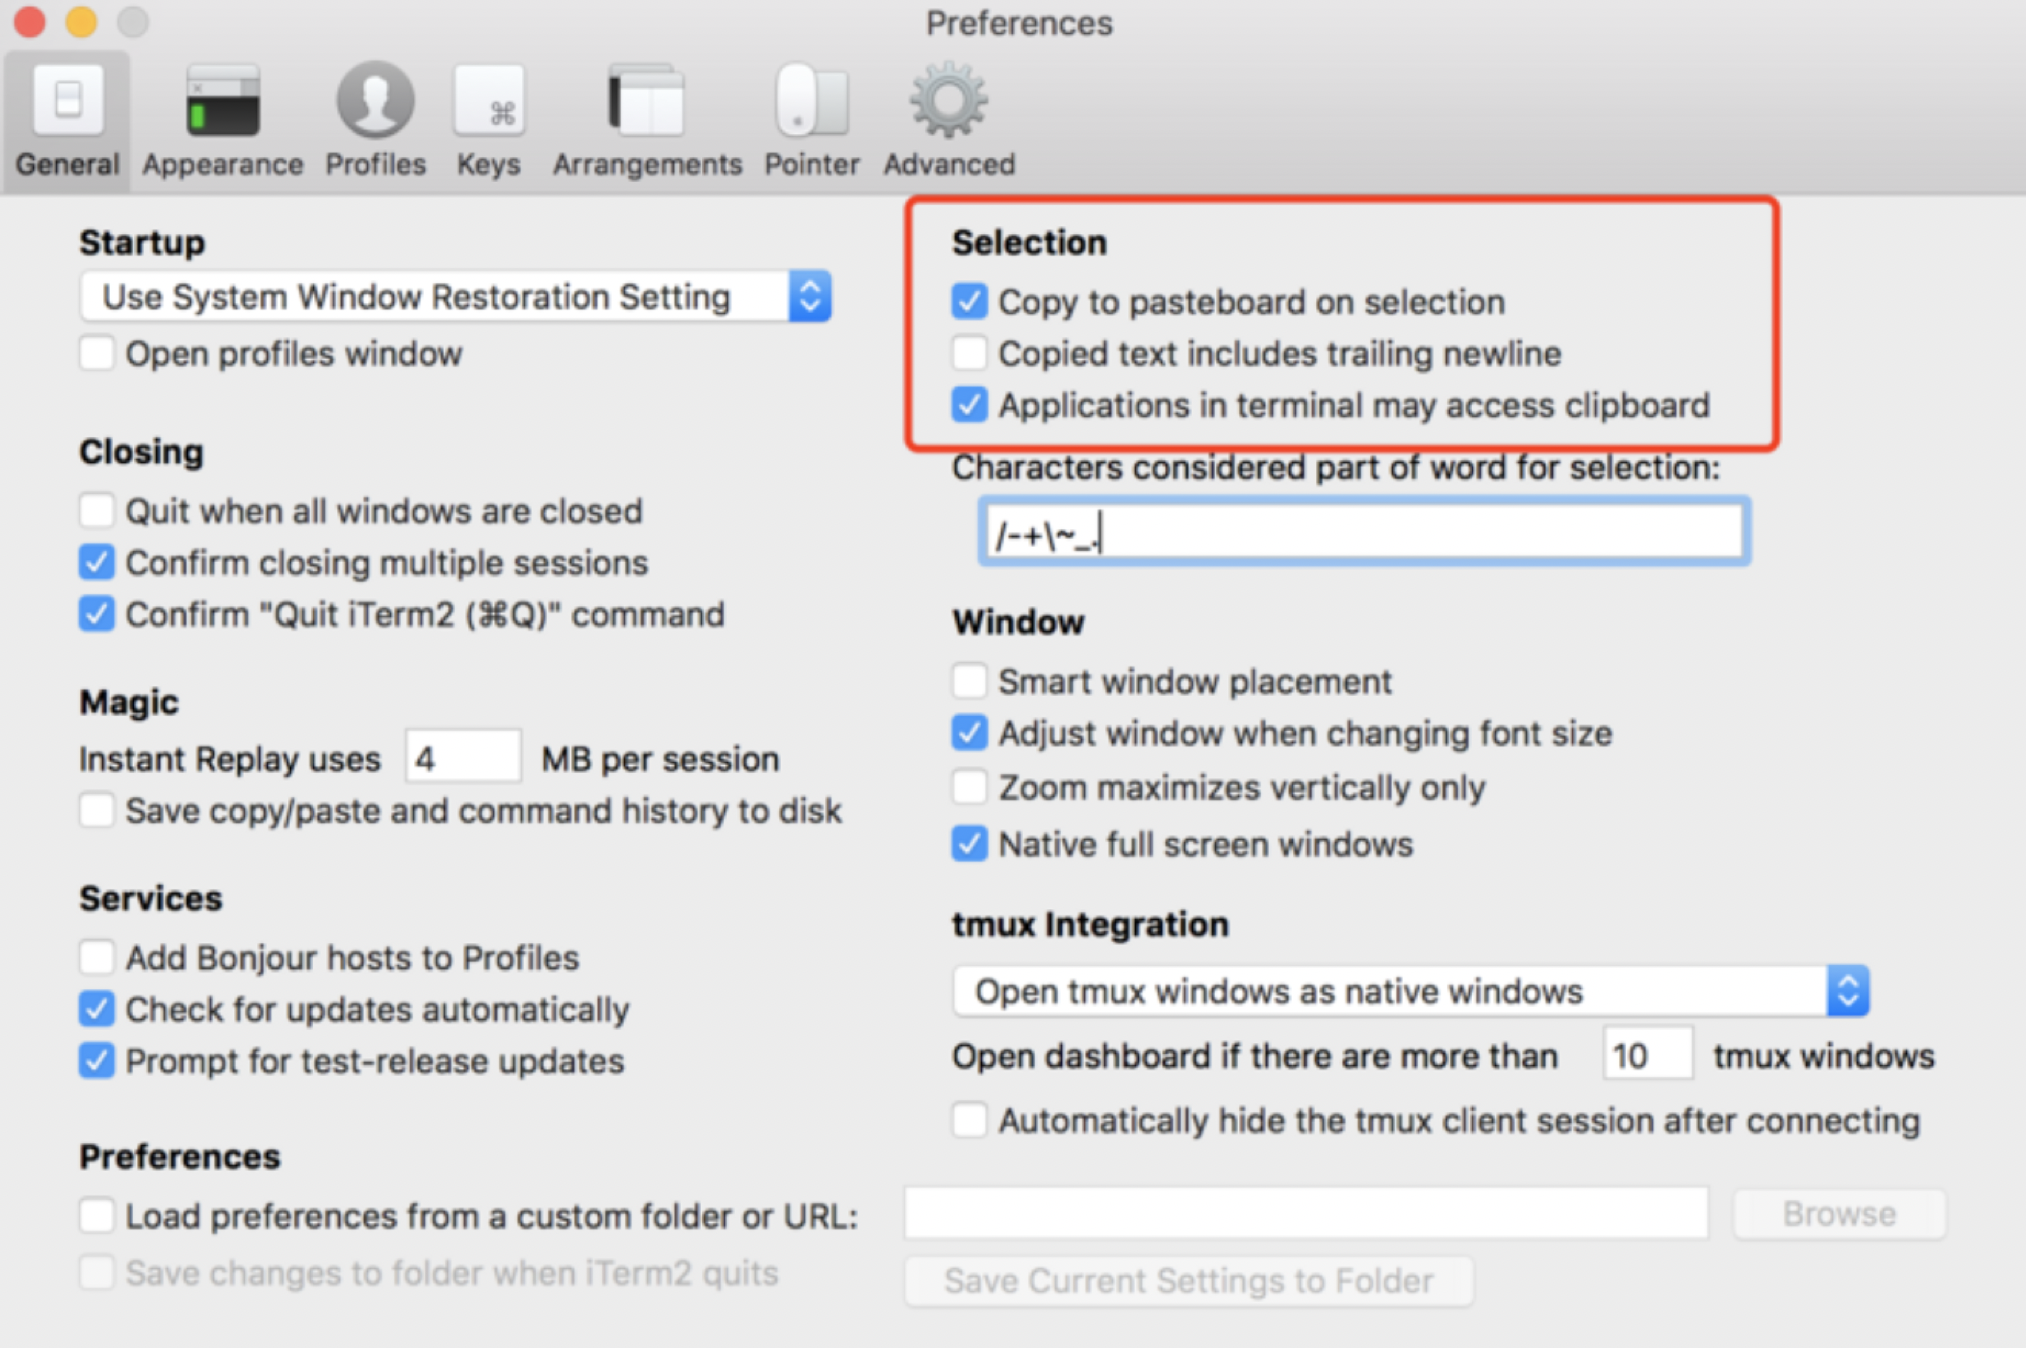 Preferences
General Appearance Profiles Keys Arrangements Pointer Advanced
Startup
Use System Window Restoration Setting
Open profiles window
Closing
Quit when all windows are closed
Confirm closing multiple sessions
Confirm "Quit iTerm2 (⌘Q)" command
Magic
Instant Replay uses 4 MB per session
Save copy/paste and command history to disk
Services
Add Bonjour hosts to Profiles
Check for updates automatically
Prompt for test-release updates
Selection
Copy to pasteboard on selection
Copied text includes trailing newline
Applications in terminal may access clipboard
Characters considered part of word for selection:
/-+\~_.
Window
Smart window placement
Adjust window when changing font size
Zoom maximizes vertically only
Native full screen windows
tmux Integration
Open tmux windows as native windows
Open dashboard if there are more than 10 tmux windows
Automatically hide the tmux client session after connecting
Preferences
Load preferences from a custom folder or URL: Browse
Save changes to folder when iTerm2 quits Save Current Settings to Folder